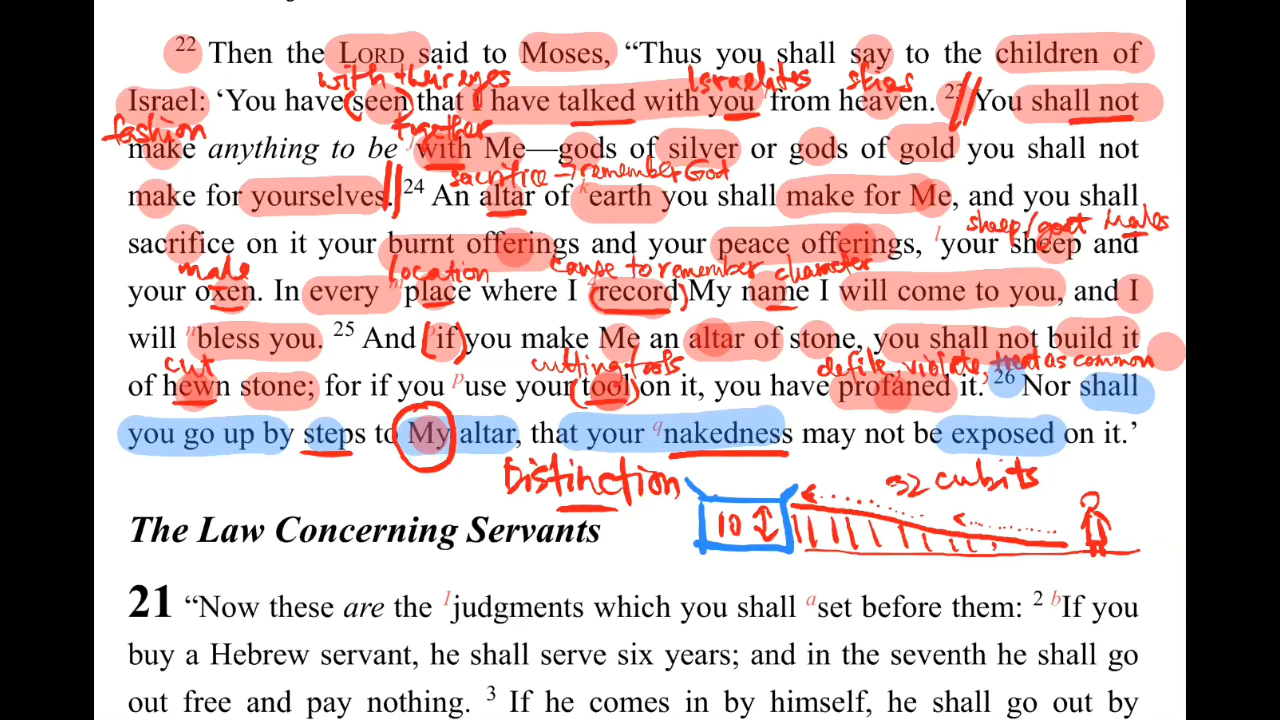 22 Then the LORD said to Moses, “Thus you shall say to the children of
with their eyes Israelites skies
Israel: ‘You have (seen) that I have talked with you from heaven. 23 // You shall not
fashion together
make anything to be with Me—gods of silver or gods of gold you shall not
sacrifice → remember God
make for yourselves. // 24 An altar of k earth you shall make for Me, and you shall
sheep/goat males
sacrifice on it your burnt offerings and your peace offerings, l your sheep and
male location cause to remember character
your oxen. In every m place where I (record) My name I will come to you, and I
will n bless you. 25 And (if) you make Me an altar of stone, you shall not build it
cut cutting tools defile, violate, treat as common
of hewn stone; for if you p use your (tool) on it, you have profaned it. 26 Nor shall
you go up by steps to My altar, that your q nakedness may not be exposed on it.’
Distinction 32 cubits
10
The Law Concerning Servants
21 “Now these are the 1 judgments which you shall a set before them: 2 b If you
buy a Hebrew servant, he shall serve six years; and in the seventh he shall go
out free and pay nothing. 3 If he comes in by himself, he shall go out by